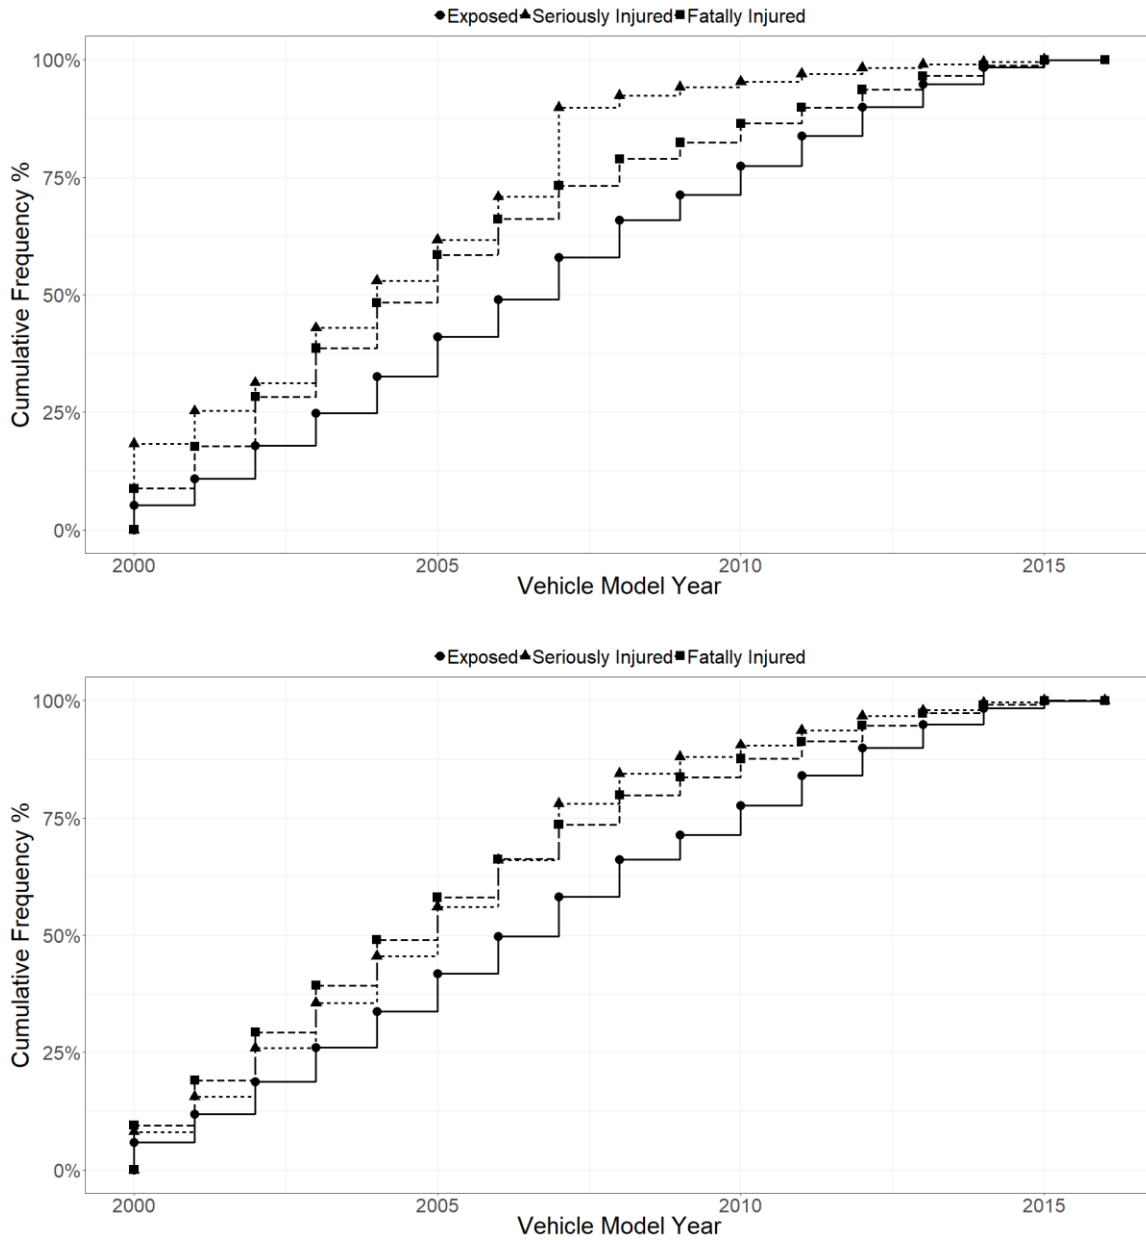 Exposed Seriously Injured Fatally Injured
100%
75%
50%
25%
0%
Cumulative Frequency %
2000 2005 2010 2015
Vehicle Model Year
Exposed Seriously Injured Fatally Injured
100%
75%
50%
25%
0%
Cumulative Frequency %
2000 2005 2010 2015
Vehicle Model Year